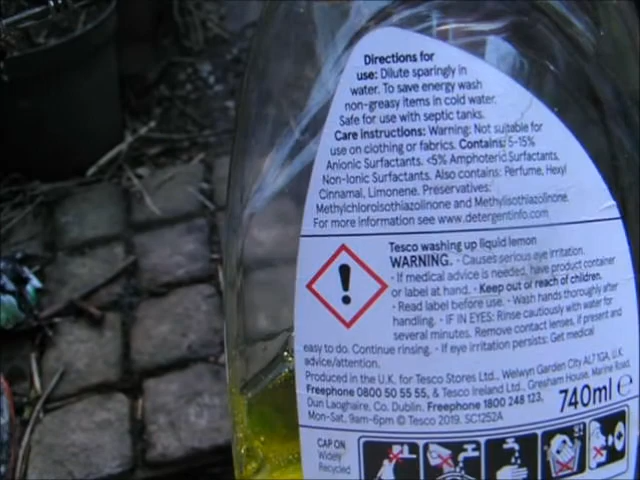 Directions for
use: Dilute sparingly in
water. To save energy wash
non-greasy items in cold water.
Safe for use with septic tanks.
Care instructions: Warning: Not suitable for
use on clothing or fabrics. Contains: 5-15%
Anionic Surfactants. <5% Amphoteric Surfactants,
Non-Ionic Surfactants. Also contains: Perfume, Hexyl
Cinnamal, Limonene. Preservatives:
Methylchloroisothiazolinone and Methylisothiazolinone.
For more information see www.detergentinfo.com
Tesco washing up liquid lemon
WARNING. · Causes serious eye irritation.
· If medical advice is needed, have product container
or label at hand. · Keep out of reach of children.
· Read label before use. · Wash hands thoroughly after
handling. · IF IN EYES: Rinse cautiously with water for
several minutes. Remove contact lenses, if present and
easy to do. Continue rinsing. · If eye irritation persists: Get medical
advice/attention.
Produced in the U.K. for Tesco Stores Ltd., Welwyn Garden City AL7 1GA, U.K.
Freephone 0800 50 55 55, & Tesco Ireland Ltd., Gresham House, Marine Road,
Dun Laoghaire, Co. Dublin. Freephone 1800 248 123,
Mon-Sat, 9am-6pm © Tesco 2019. SC1252A
740ml ℮
CAP ON
Widely
Recycled